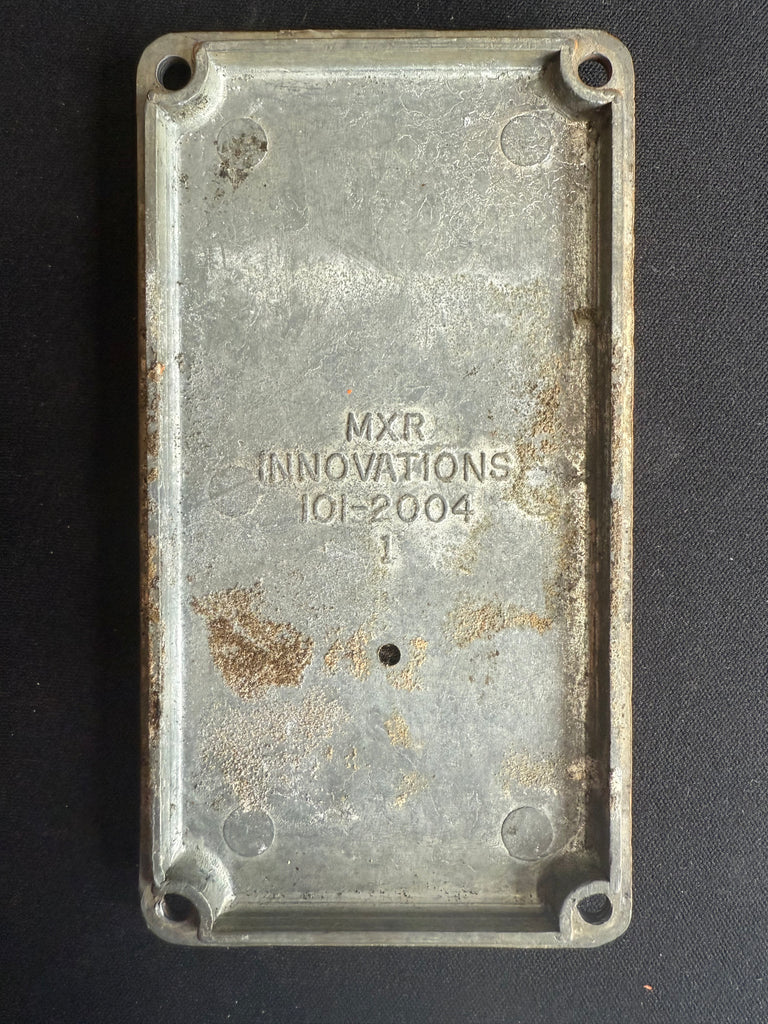 MXR
INNOVATIONS
101-2004
1